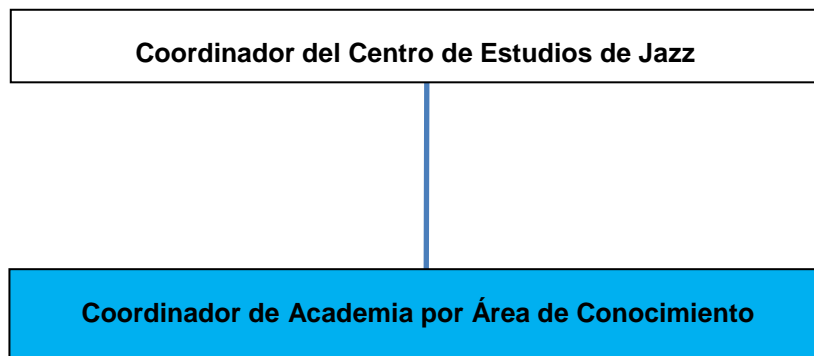 Coordinador del Centro de Estudios de Jazz
Coordinador de Academia por Área de Conocimiento